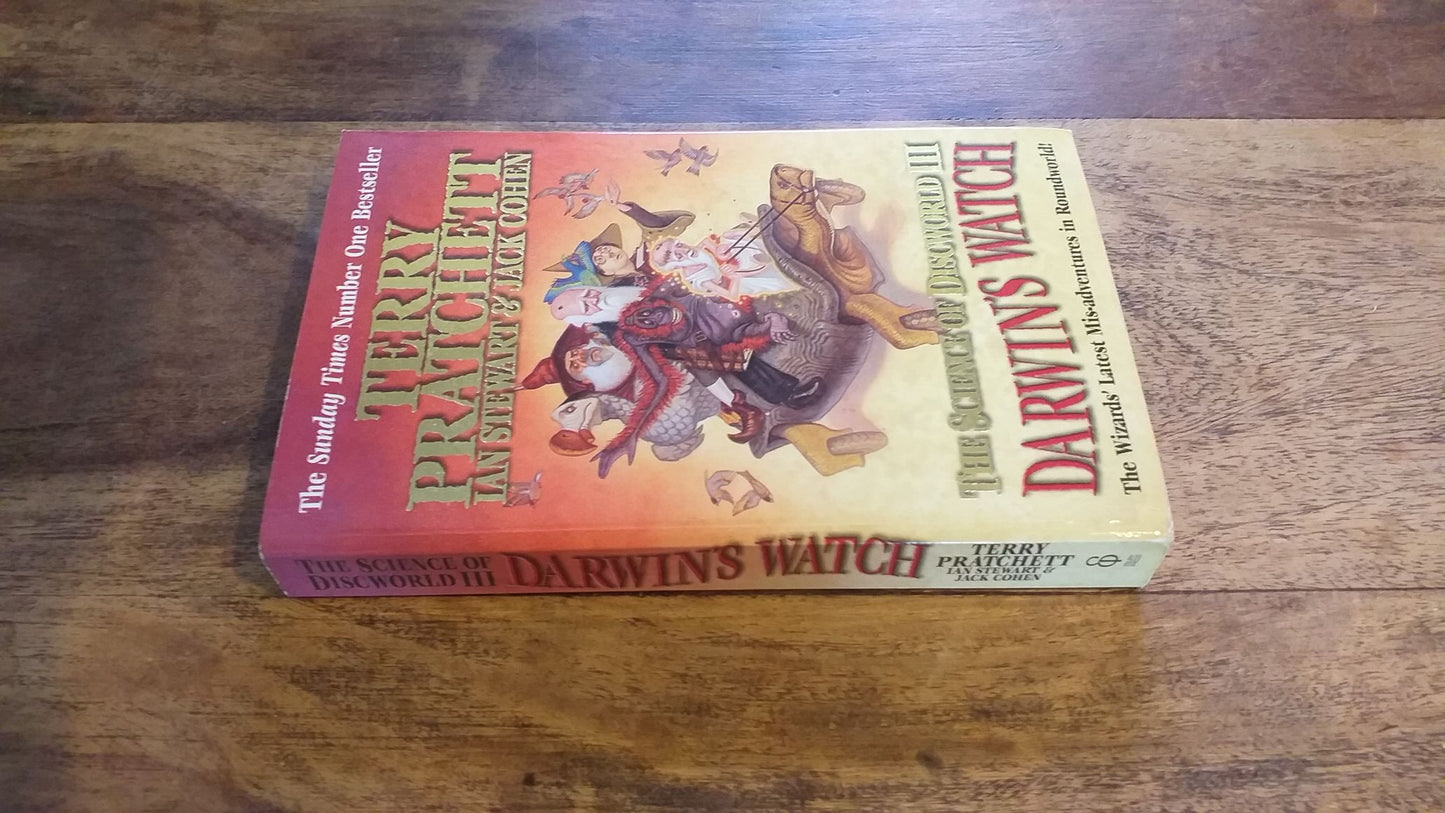 The Sunday Times Number One Bestseller
TERRY
PRATCHETT
IAN STEWART & JACK COHEN
THE SCIENCE OF DISCWORLD III
DARWIN'S WATCH
The Wizards' Latest Mis-adventures in Roundworld!
THE SCIENCE OF
DISCWORLD III
DARWIN'S WATCH
TERRY
PRATCHETT
IAN STEWART &
JACK COHEN